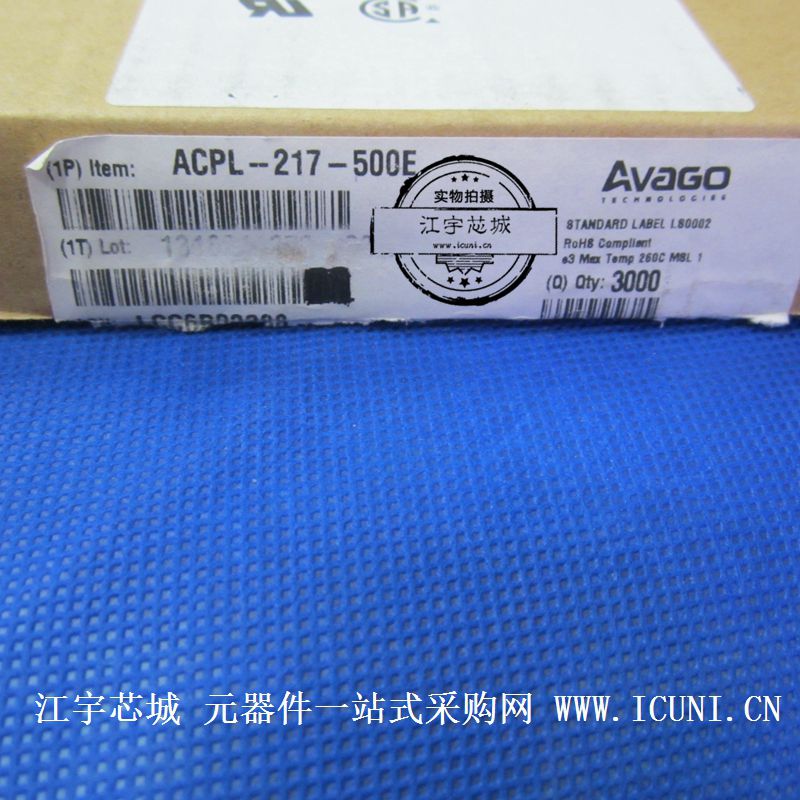 (1P) Item: ACPL-217-500E
AVAGO
TECHNOLOGIES
实物拍摄
江宇芯城
www.icuni.cn
STANDARD LABEL LS0002
RoHS Compliant
e3 Max Temp 260C MSL 1
(1T) Lot:
(Q) Qty: 3000
江宇芯城 元器件一站式采购网 WWW.ICUNI.CN